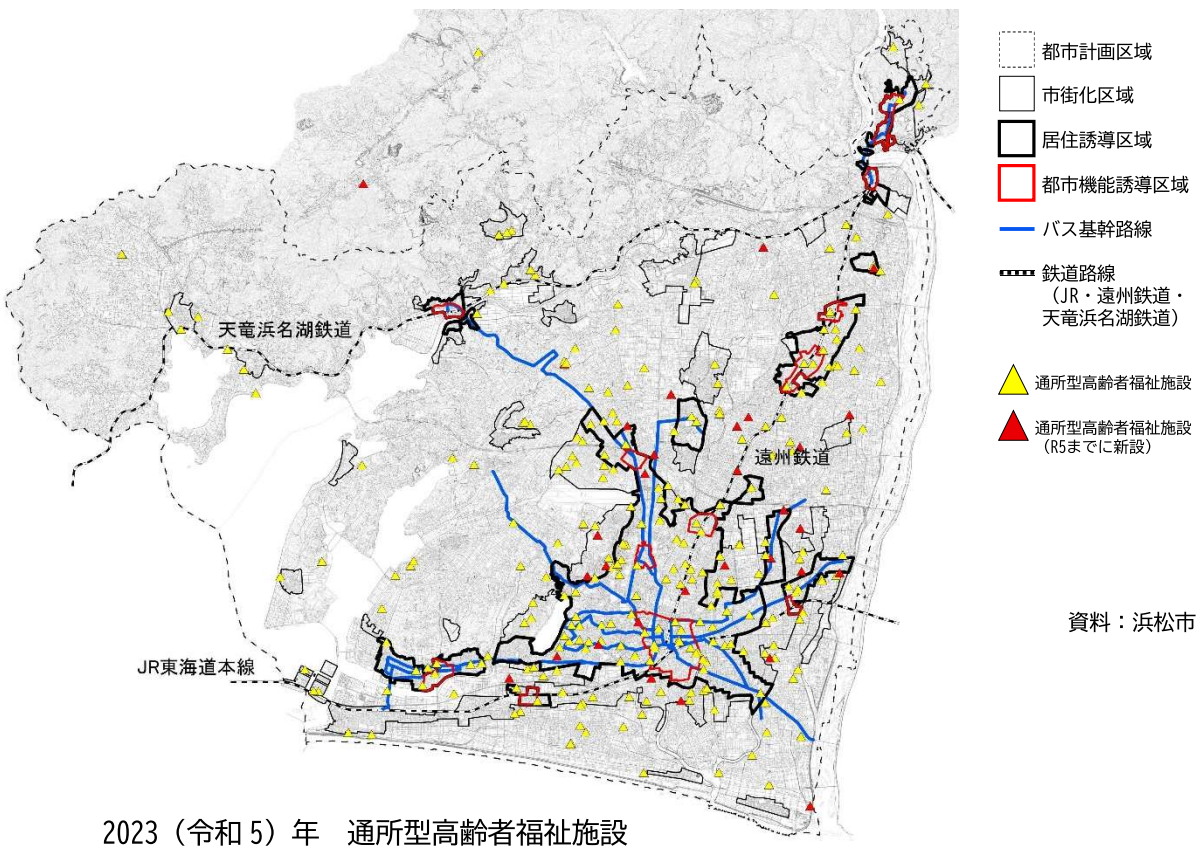 都市計画区域
市街化区域
居住誘導区域
都市機能誘導区域
バス基幹路線
鉄道路線
（JR・遠州鉄道・
天竜浜名湖鉄道）
通所型高齢者福祉施設
通所型高齢者福祉施設
（R5までに新設）
天竜浜名湖鉄道
遠州鉄道
資料：浜松市
JR東海道本線
2023（令和5）年　通所型高齢者福祉施設